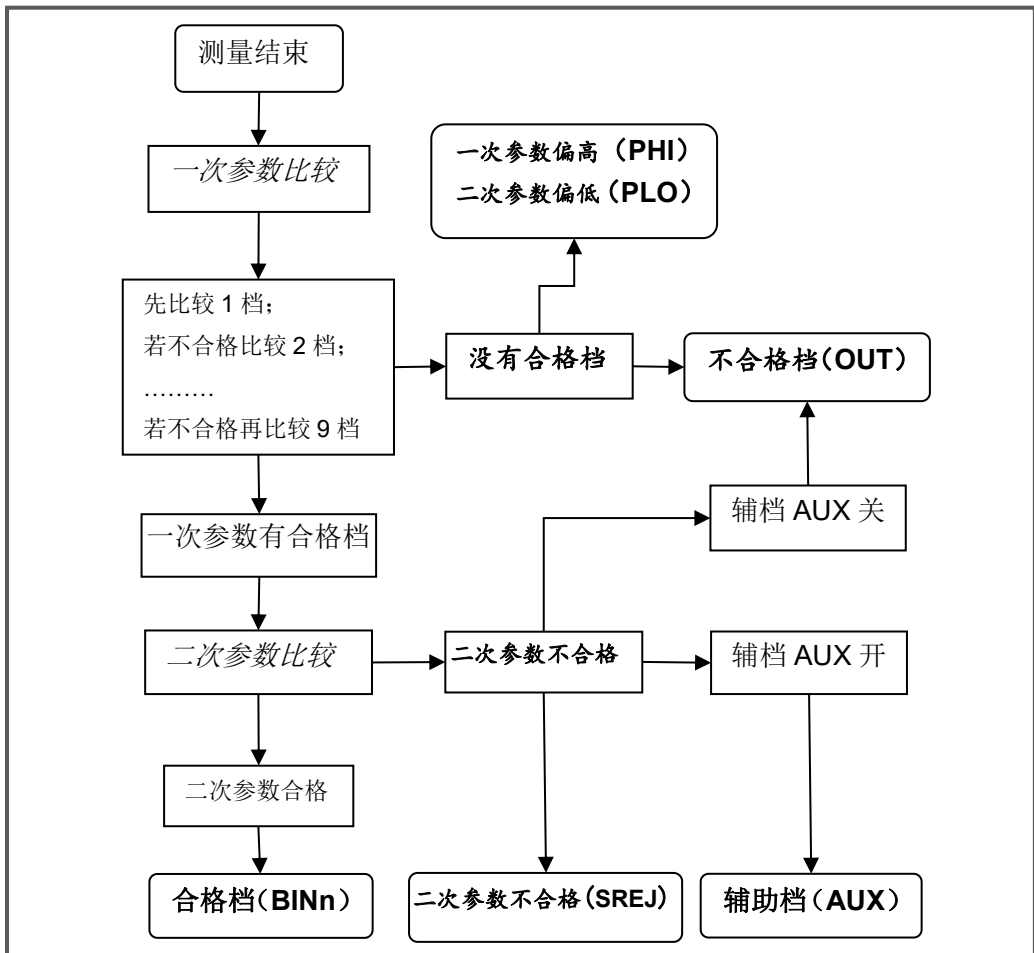 测量结束
一次参数比较
一次参数偏高（PHI）
二次参数偏低（PLO）
先比较 1 档；
若不合格比较 2 档；
………
若不合格再比较 9 档
没有合格档
不合格档（OUT）
辅档 AUX 关
一次参数有合格档
二次参数比较
二次参数不合格
辅档 AUX 开
二次参数合格
合格档（BINn）
二次参数不合格（SREJ）
辅助档（AUX）